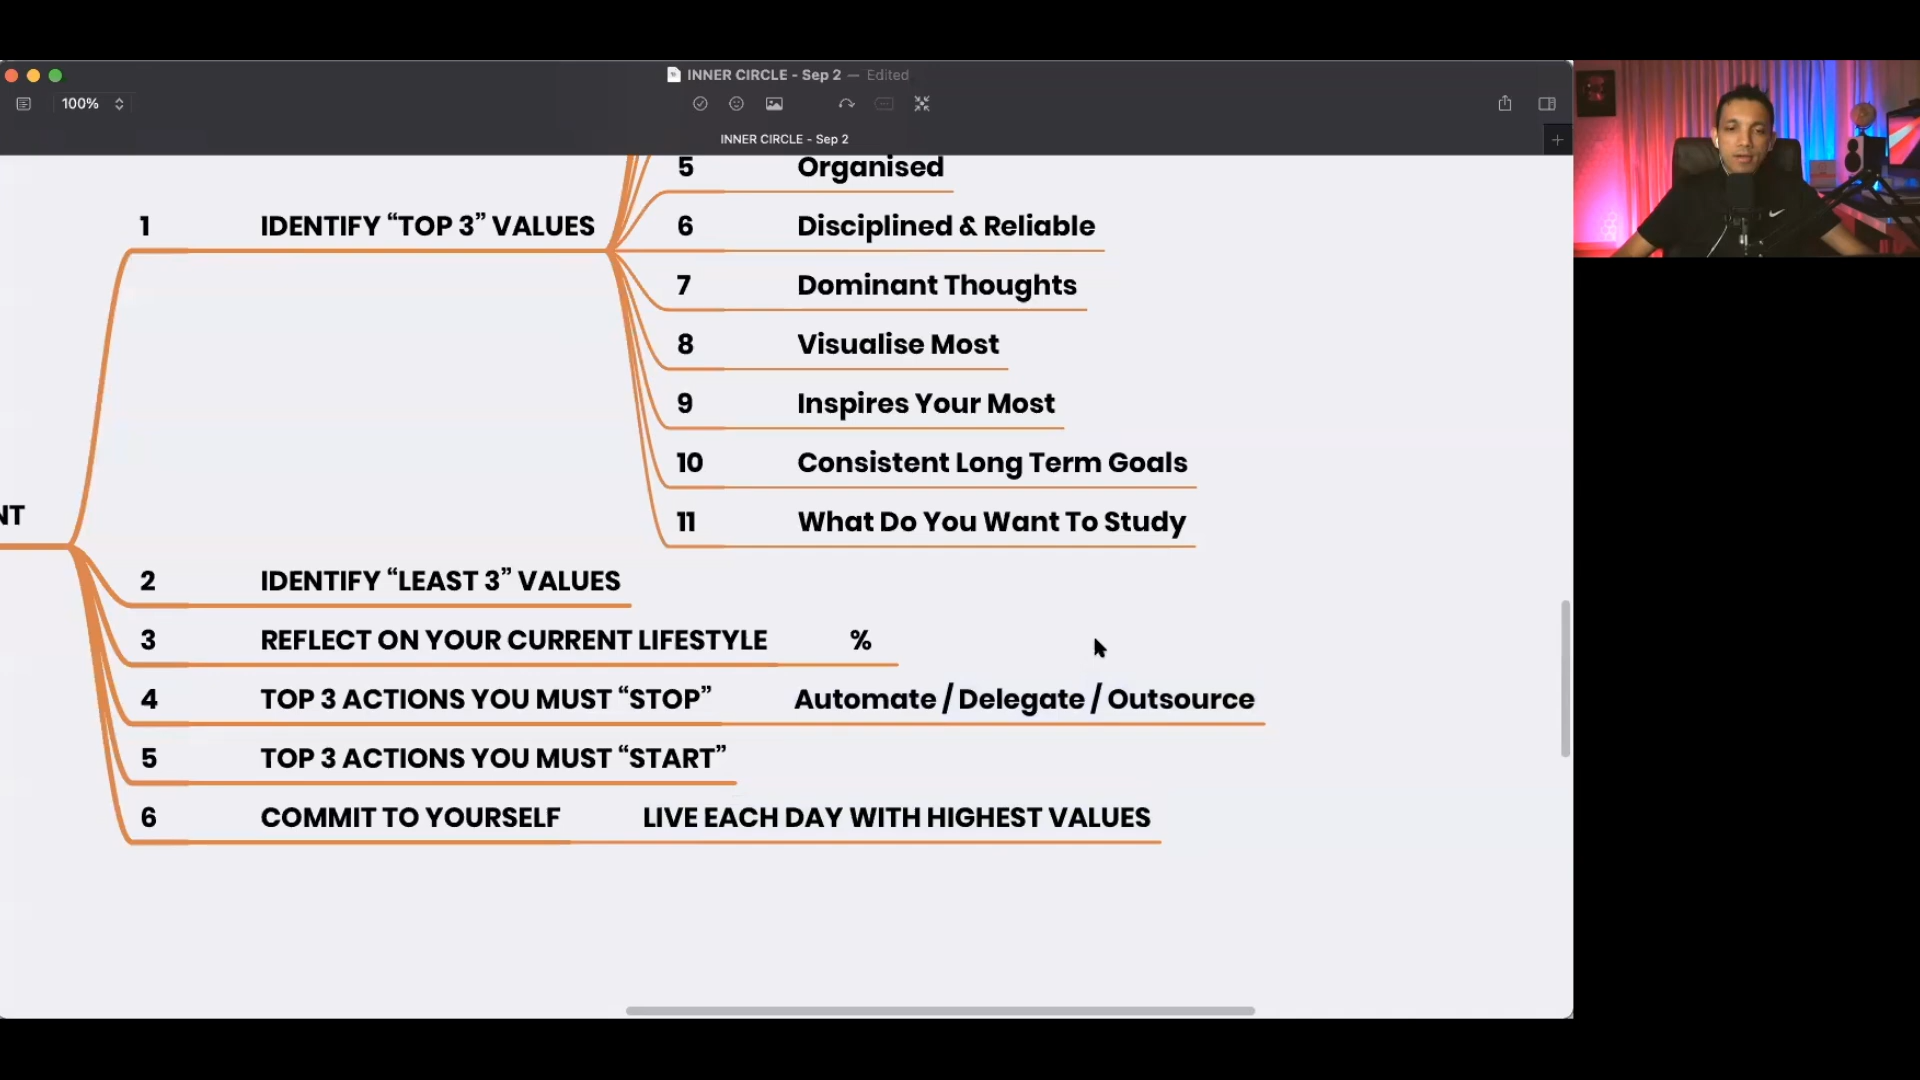 INNER CIRCLE - Sep 2 — Edited
100%
INNER CIRCLE - Sep 2
5 Organised
1 IDENTIFY “TOP 3” VALUES
6 Disciplined & Reliable
7 Dominant Thoughts
8 Visualise Most
9 Inspires Your Most
10 Consistent Long Term Goals
NT
11 What Do You Want To Study
2 IDENTIFY “LEAST 3” VALUES
3 REFLECT ON YOUR CURRENT LIFESTYLE %
4 TOP 3 ACTIONS YOU MUST “STOP” Automate / Delegate / Outsource
5 TOP 3 ACTIONS YOU MUST “START”
6 COMMIT TO YOURSELF LIVE EACH DAY WITH HIGHEST VALUES